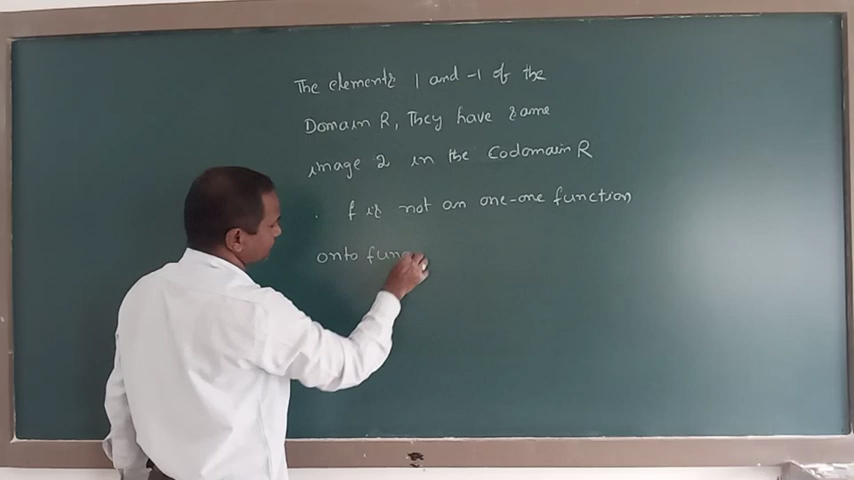 The elements 1 and -1 of the
Domain R, They have same
image 2 in the Codomain R
. f is not an one-one function
onto func